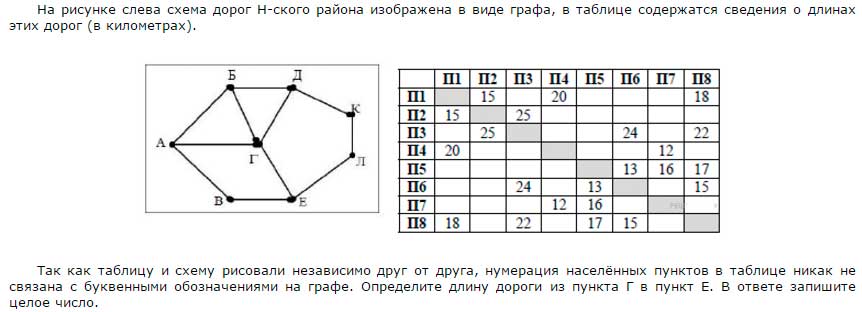 На рисунке слева схема дорог Н-ского района изображена в виде графа, в таблице содержатся сведения о длинах
этих дорог (в километрах).
Б Д К А Г Л В Е
П1 П2 П3 П4 П5 П6 П7 П8
П1 15 20 18
П2 15 25
П3 25 24 22
П4 20 12
П5 13 16 17
П6 24 13 15
П7 12 16
П8 18 22 17 15
Так как таблицу и схему рисовали независимо друг от друга, нумерация населённых пунктов в таблице никак не
связана с буквенными обозначениями на графе. Определите длину дороги из пункта Г в пункт Е. В ответе запишите
целое число.